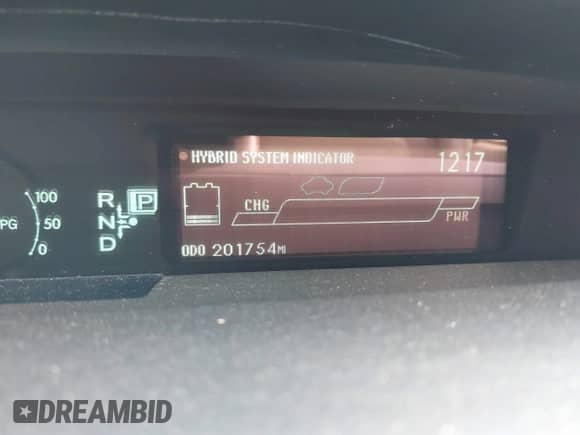 HYBRID SYSTEM INDICATOR 1217
100 R P
CHG
PG 50 N PWR
0 D ODO 201754MI
DREAMBID